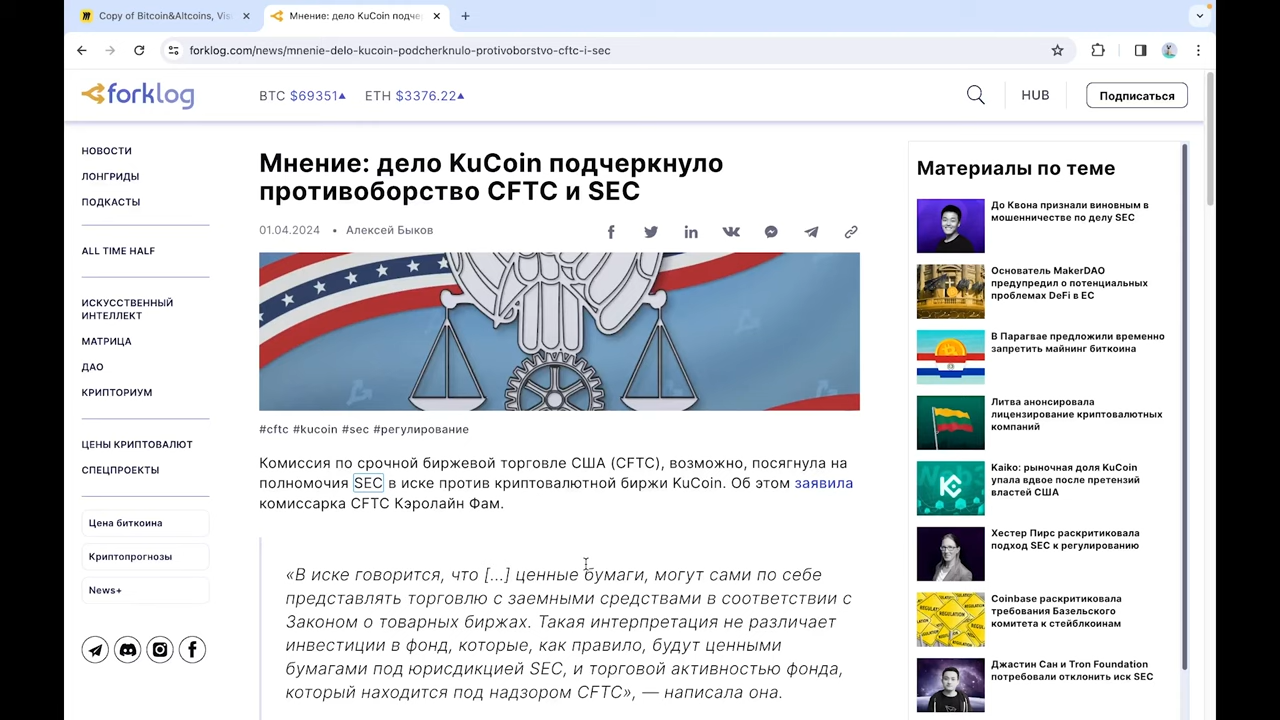 Copy of Bitcoin&Altcoins, Vis
Мнение: дело KuCoin подче
forklog.com/news/mnenie-delo-kucoin-podcherknulo-protivoborstvo-cftc-i-sec
forklog
BTC $69351
ETH $3376.22
HUB
Подписаться
НОВОСТИ
ЛОНГРИДЫ
ПОДКАСТЫ
ALL TIME HALF
ИСКУССТВЕННЫЙ
ИНТЕЛЛЕКТ
МАТРИЦА
ДАО
КРИПТОРИУМ
ЦЕНЫ КРИПТОВАЛЮТ
СПЕЦПРОЕКТЫ
Цена биткоина
Криптопрогнозы
News+
Мнение: дело KuCoin подчеркнуло
противоборство CFTC и SEC
01.04.2024 • Алексей Быков
#cftc #kucoin #sec #регулирование
Комиссия по срочной биржевой торговле США (CFTC), возможно, посягнула на
полномочия SEC в иске против криптовалютной биржи KuCoin. Об этом заявила
комиссарка CFTC Кэролайн Фам.
«В иске говорится, что [...] ценные бумаги, могут сами по себе
представлять торговлю с заемными средствами в соответствии с
Законом о товарных биржах. Такая интерпретация не различает
инвестиции в фонд, которые, как правило, будут ценными
бумагами под юрисдикцией SEC, и торговой активностью фонда,
который находится под надзором CFTC», — написала она.
Материалы по теме
До Квона признали виновным в
мошенничестве по делу SEC
Основатель MakerDAO
предупредил о потенциальных
проблемах DeFi в ЕС
В Парагвае предложили временно
запретить майнинг биткоина
Литва анонсировала
лицензирование криптовалютных
компаний
Kaiko: рыночная доля KuCoin
упала вдвое после претензий
властей США
Хестер Пирс раскритиковала
подход SEC к регулированию
Coinbase раскритиковала
требования Базельского
комитета к стейблкоинам
Джастин Сан и Tron Foundation
потребовали отклонить иск SEC